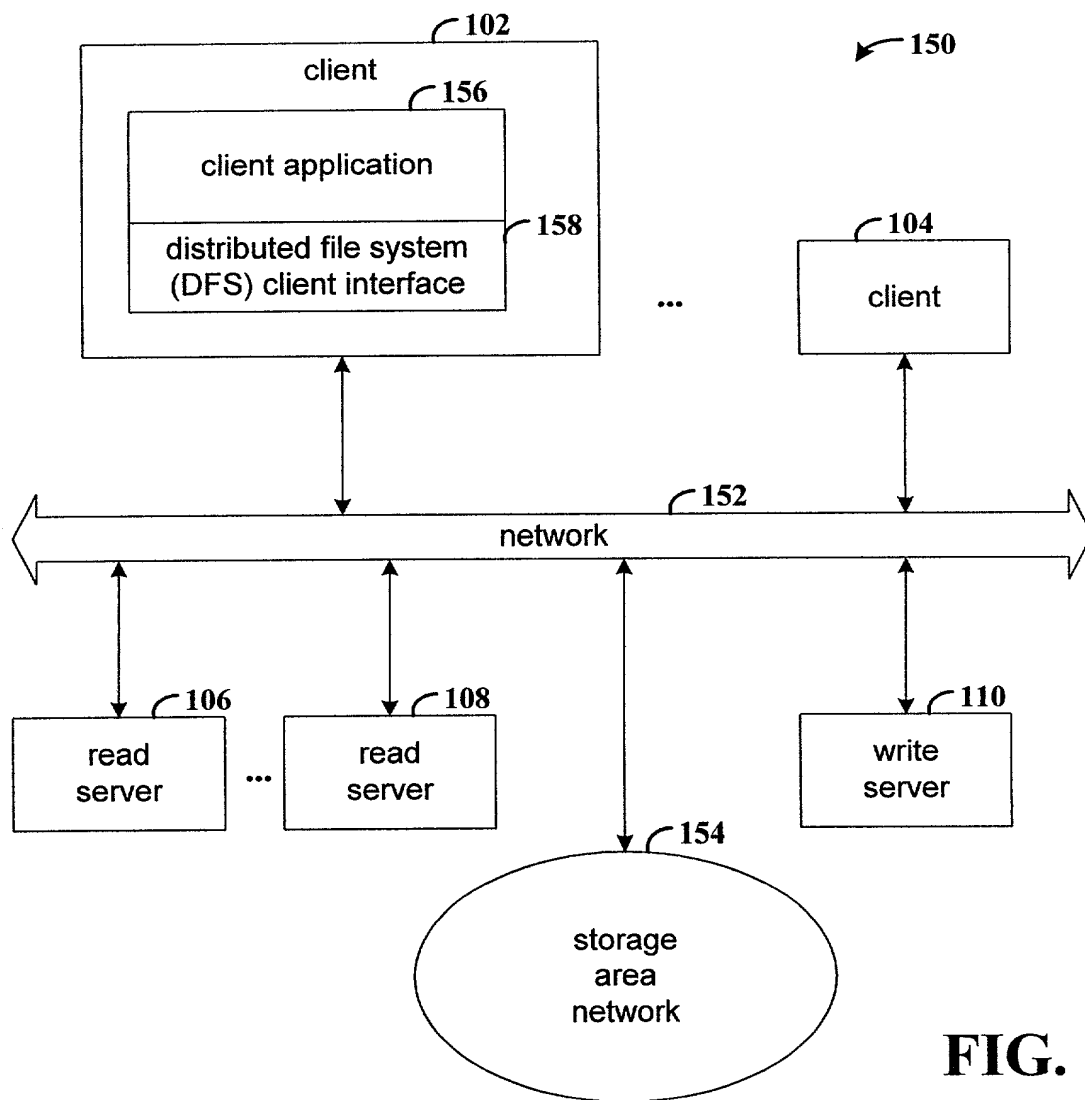 102
150
client
156
client application
158
distributed file system
(DFS) client interface
104
client
...
152
network
106
read
server
...
108
read
server
110
write
server
154
storage
area
network
FIG.